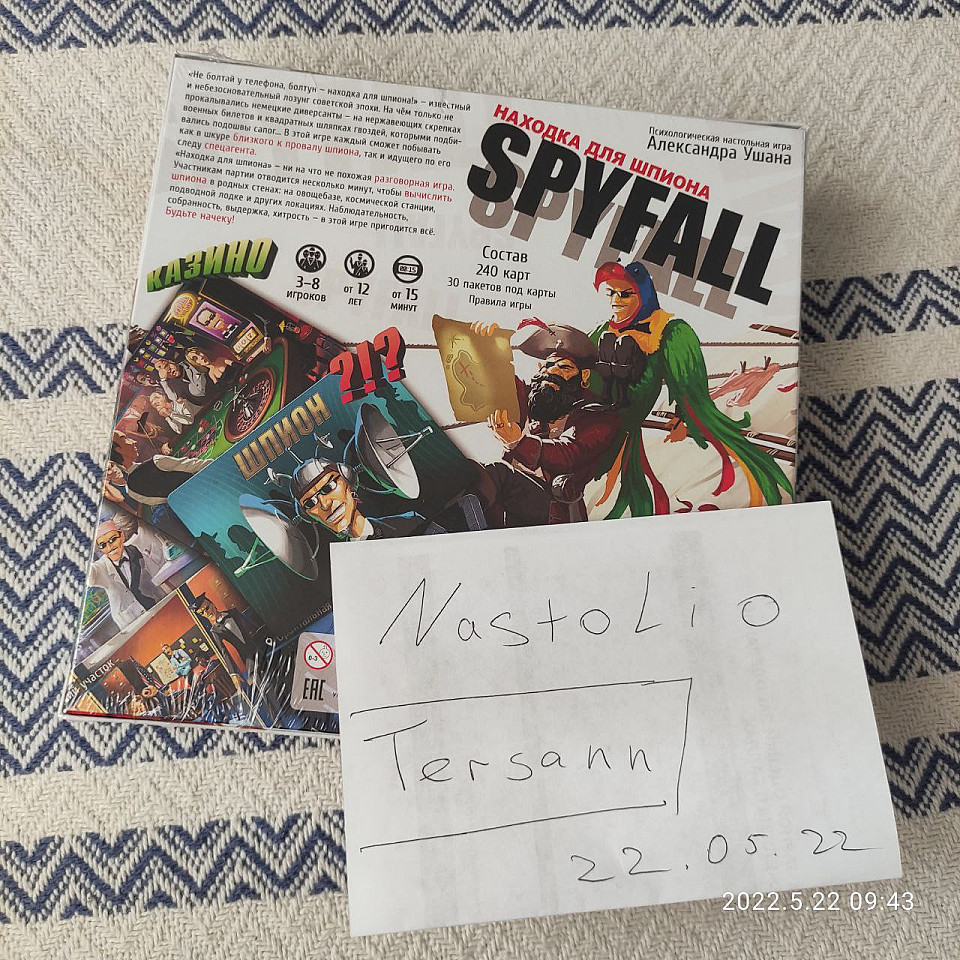 «Не болтай у телефона, болтун – находка для шпиона!» – известный
и небезосновательный лозунг советской эпохи. На чём только не
прокалывались немецкие диверсанты – на нержавеющих скрепках
военных билетов и квадратных шляпках гвоздей, которыми подби-
вались подошвы сапог... В этой игре каждый сможет побывать
как в шкуре близкого к провалу шпиона, так и идущего по его
следу спецагента.
«Находка для шпиона» – ни на что не похожая разговорная игра.
Участникам партии отводится несколько минут, чтобы вычислить
шпиона в родных стенах: на овощебазе, космической станции,
подводной лодке и других локациях. Наблюдательность,
собранность, выдержка, хитрость – в этой игре пригодится всё.
Будьте начеку!
Психологическая настольная игра
Александра Ушана
НАХОДКА ДЛЯ ШПИОНА
SPYFALL
Состав
240 карт
30 пакетов под карты
Правила игры
3–8
игроков
от 12
лет
00:15
от 15
минут
КАЗИНО
?!?
ШПИОН
УЧАСТОК
0-3
EAC
Nastolio
Tersann
22.05.22
2022.5.22 09:43